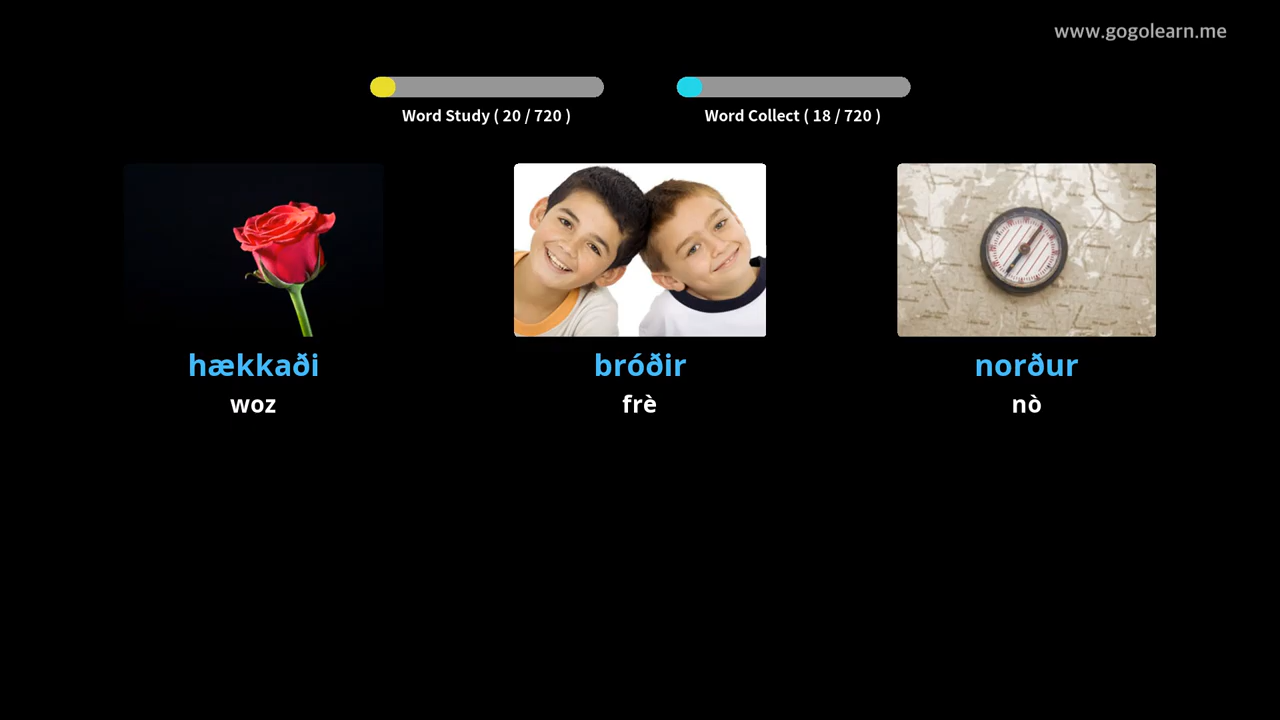 www.gogolearn.me
Word Study ( 20 / 720 )
Word Collect ( 18 / 720 )
hækkaði
bróðir
norður
woz
frè
nò